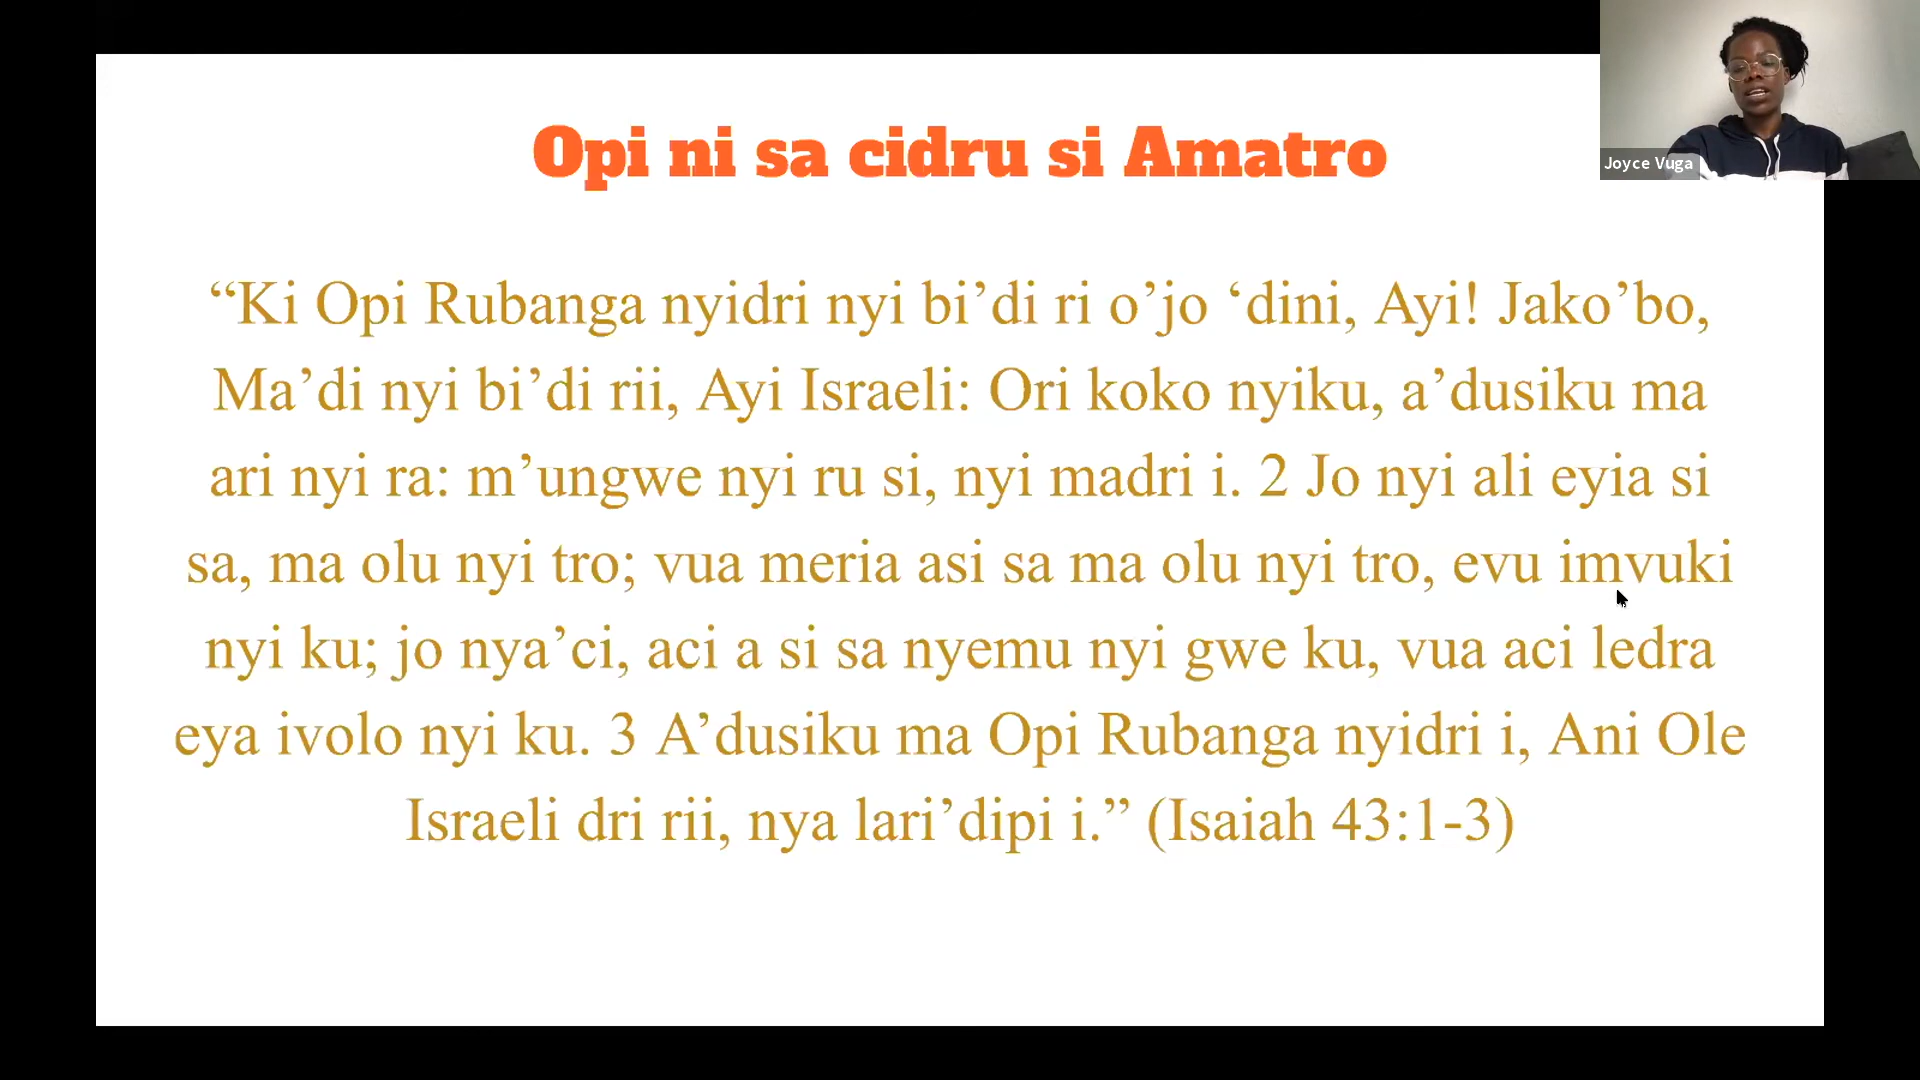 Opi ni sa cidru si Amatro
“Ki Opi Rubanga nyidri nyi bi’di ri o’jo ‘dini, Ayi! Jako’bo,
Ma’di nyi bi’di rii, Ayi Israeli: Ori koko nyiku, a’dusiku ma
ari nyi ra: m’ungwe nyi ru si, nyi madri i. 2 Jo nyi ali eyia si
sa, ma olu nyi tro; vua meria asi sa ma olu nyi tro, evu imvuki
nyi ku; jo nya’ci, aci a si sa nyemu nyi gwe ku, vua aci ledra
eya ivolo nyi ku. 3 A’dusiku ma Opi Rubanga nyidri i, Ani Ole
Israeli dri rii, nya lari’dipi i.” (Isaiah 43:1-3)
Joyce Vuga